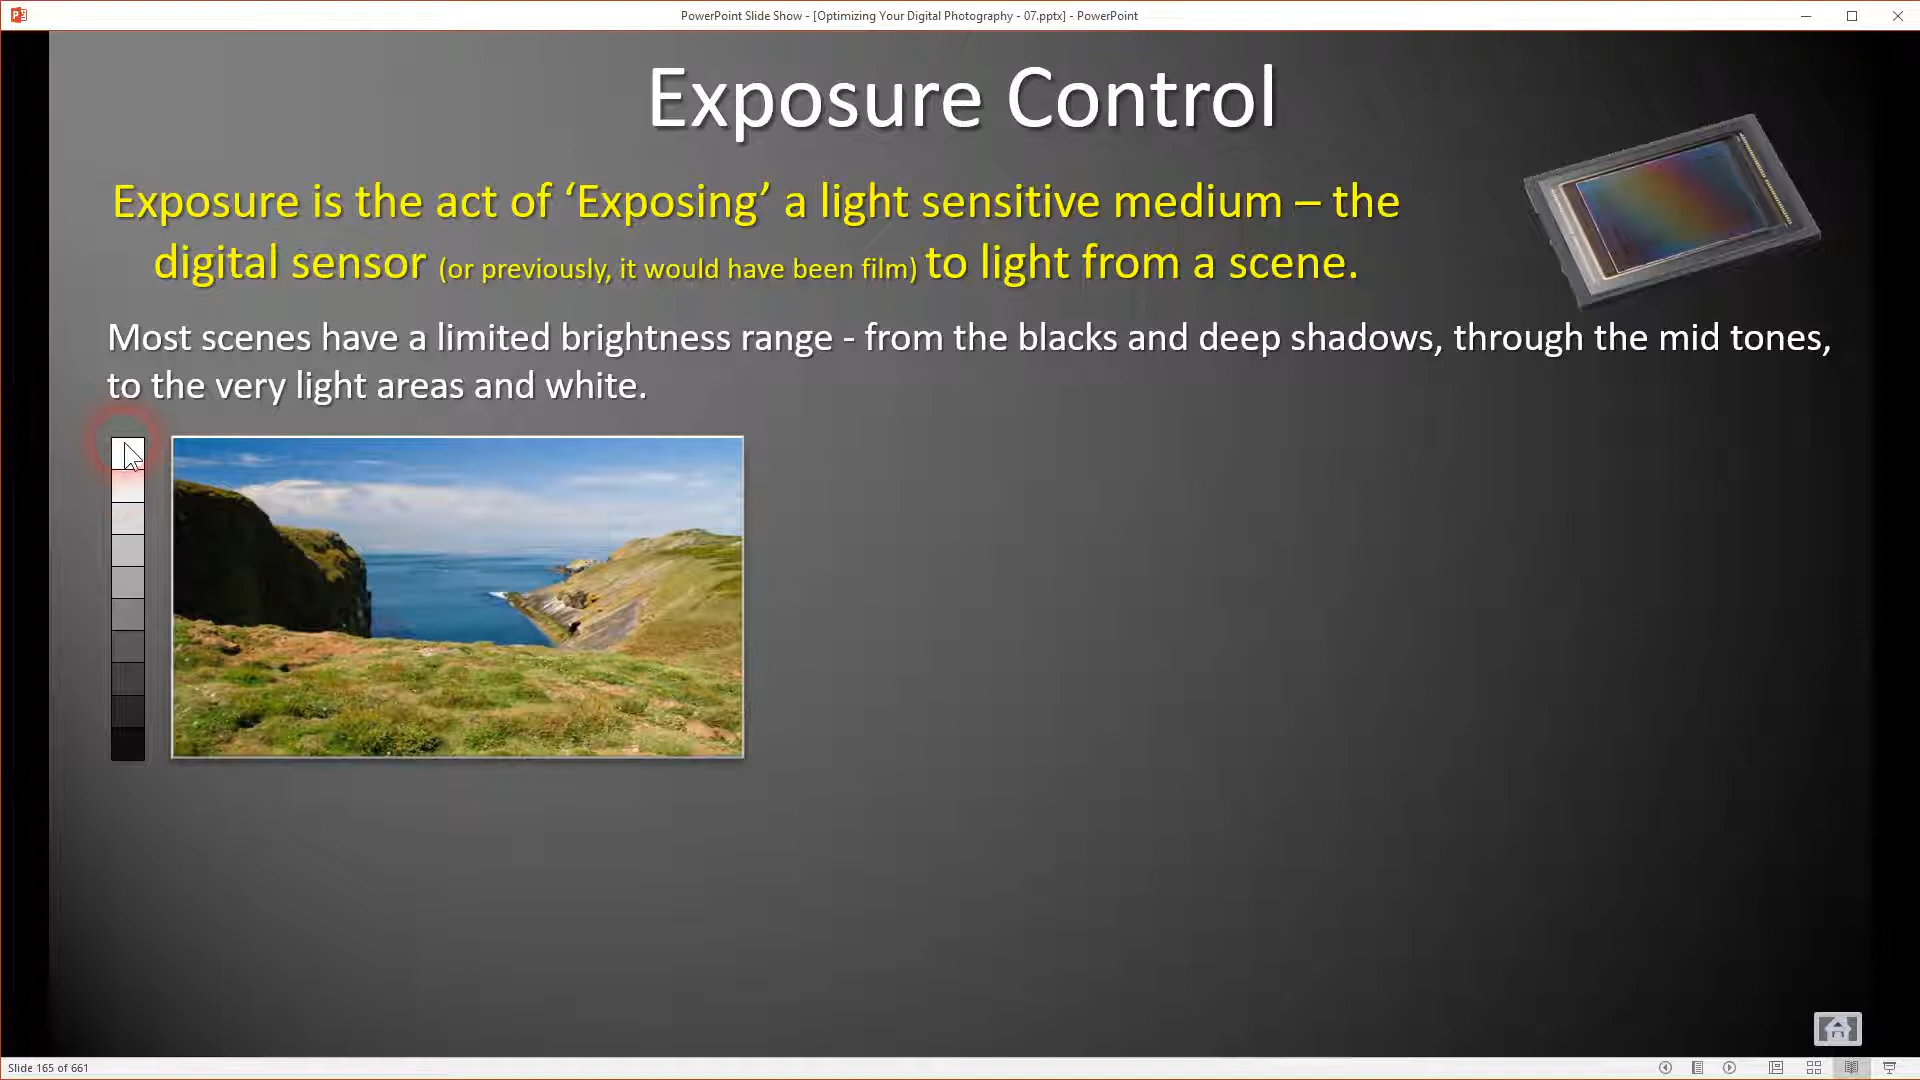 PowerPoint Slide Show - [Optimizing Your Digital Photography - 07.pptx] - PowerPoint
Exposure Control
Exposure is the act of ‘Exposing’ a light sensitive medium – the
digital sensor (or previously, it would have been film) to light from a scene.
Most scenes have a limited brightness range - from the blacks and deep shadows, through the mid tones,
to the very light areas and white.
Slide 165 of 661